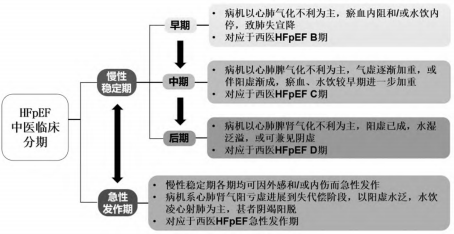 HFpEF
中医临床
分期
慢性
稳定期
急性
发作期
早期
• 病机以心肺气化不利为主，瘀血内阻和/或水饮内
停，致肺失宣降
• 对应于西医HFpEF B期
中期
• 病机以心肺脾气化不利为主，气虚逐渐加重，或
伴阳虚渐成，瘀血、水饮较早期进一步加重
• 对应于西医HFpEF C期
后期
• 病机以心肺脾肾气化不利为主，阳虚已成，水湿
泛溢，或可兼见阴虚
• 对应于西医HFpEF D期
• 慢性稳定期各期均可因外感和/或内伤而急性发作
• 病机系心肺肾气阳亏虚进展到失代偿阶段，以阳虚水泛，水饮
凌心射肺为主，甚者阴竭阳脱
• 对应于西医HFpEF急性发作期